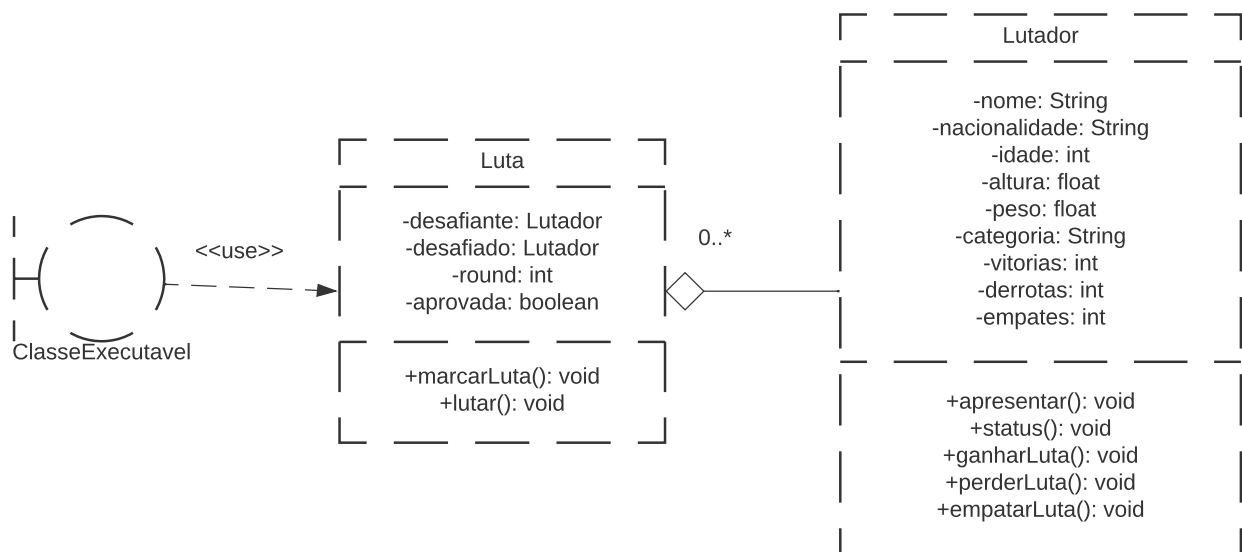 ClasseExecutavel
<<use>>
Luta
-desafiante: Lutador
-desafiado: Lutador
-round: int
-aprovada: boolean
+marcarLuta(): void
+lutar(): void
0..*
Lutador
-nome: String
-nacionalidade: String
-idade: int
-altura: float
-peso: float
-categoria: String
-vitorias: int
-derrotas: int
-empates: int
+apresentar(): void
+status(): void
+ganharLuta(): void
+perderLuta(): void
+empatarLuta(): void